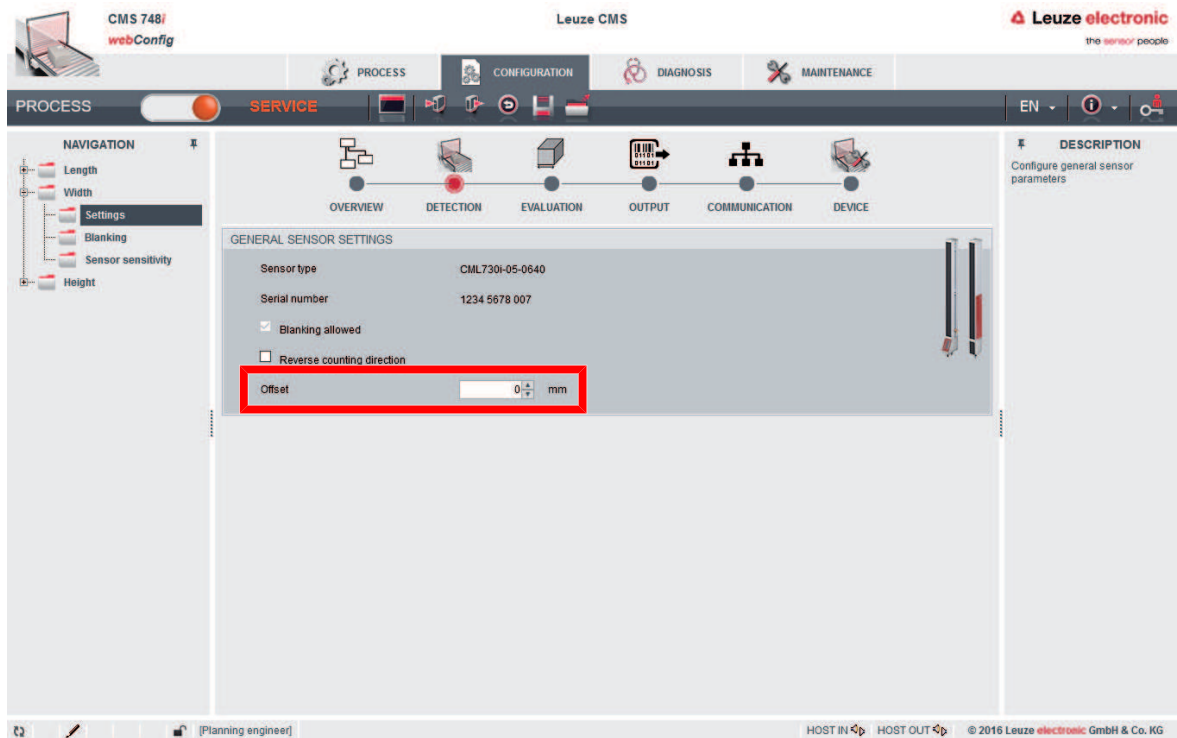 CMS 748i
webConfig
Leuze CMS
Leuze electronic
the sensor people
PROCESS
CONFIGURATION
DIAGNOSIS
MAINTENANCE
PROCESS
SERVICE
EN
NAVIGATION
Length
Width
Settings
Blanking
Sensor sensitivity
Height
OVERVIEW
DETECTION
EVALUATION
OUTPUT
COMMUNICATION
DEVICE
GENERAL SENSOR SETTINGS
Sensor type CML730i-05-0640
Serial number 1234 5678 007
Blanking allowed
Reverse counting direction
Offset 0 mm
DESCRIPTION
Configure general sensor
parameters
[Planning engineer]
HOST IN
HOST OUT
© 2016 Leuze electronic GmbH & Co. KG